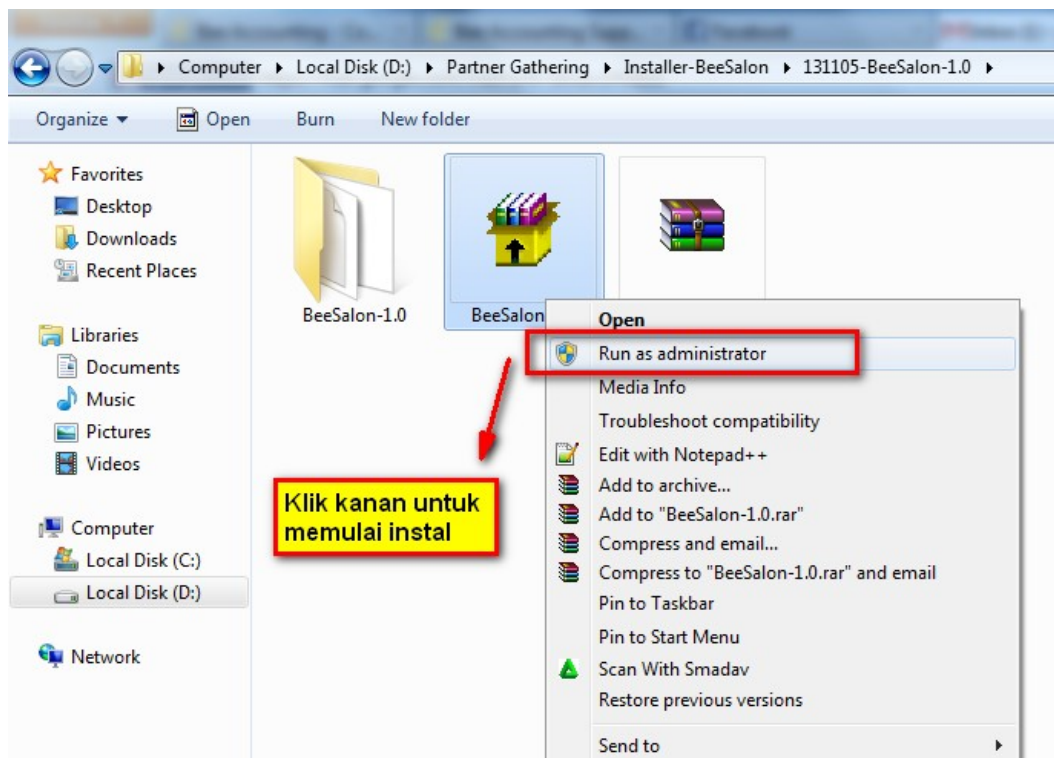 Computer ▸ Local Disk (D:) ▸ Partner Gathering ▸ Installer-BeeSalon ▸ 131105-BeeSalon-1.0 ▸
Organize Open Burn New folder
Favorites
Desktop
Downloads
Recent Places
Libraries
Documents
Music
Pictures
Videos
Computer
Local Disk (C:)
Local Disk (D:)
Network
BeeSalon-1.0
BeeSalon
Open
Run as administrator
Media Info
Troubleshoot compatibility
Edit with Notepad++
Add to archive...
Add to "BeeSalon-1.0.rar"
Compress and email...
Compress to "BeeSalon-1.0.rar" and email
Pin to Taskbar
Pin to Start Menu
Scan With Smadav
Restore previous versions
Send to
Klik kanan untuk
memulai instal